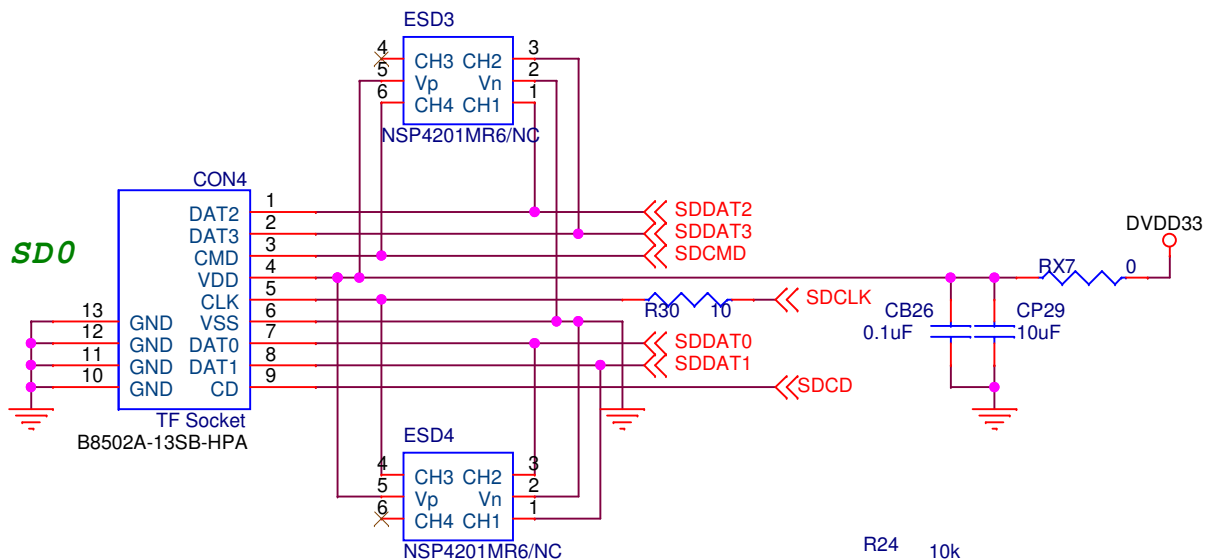 ESD3
4 CH3 CH2 3
5 Vp Vn 2
6 CH4 CH1 1
NSP4201MR6/NC
CON4
SD0
DAT2 1 SDDAT2
DAT3 2 SDDAT3
CMD 3 SDCMD
VDD 4
CLK 5
VSS 6
DAT0 7 SDDAT0
DAT1 8 SDDAT1
CD 9 SDCD
13 GND
12 GND
11 GND
10 GND
TF Socket
B8502A-13SB-HPA
R30 10 SDCLK
DVDD33
RX7 0
CB26
0.1uF
CP29
10uF
ESD4
4 CH3 CH2 3
5 Vp Vn 2
6 CH4 CH1 1
NSP4201MR6/NC
R24 10k